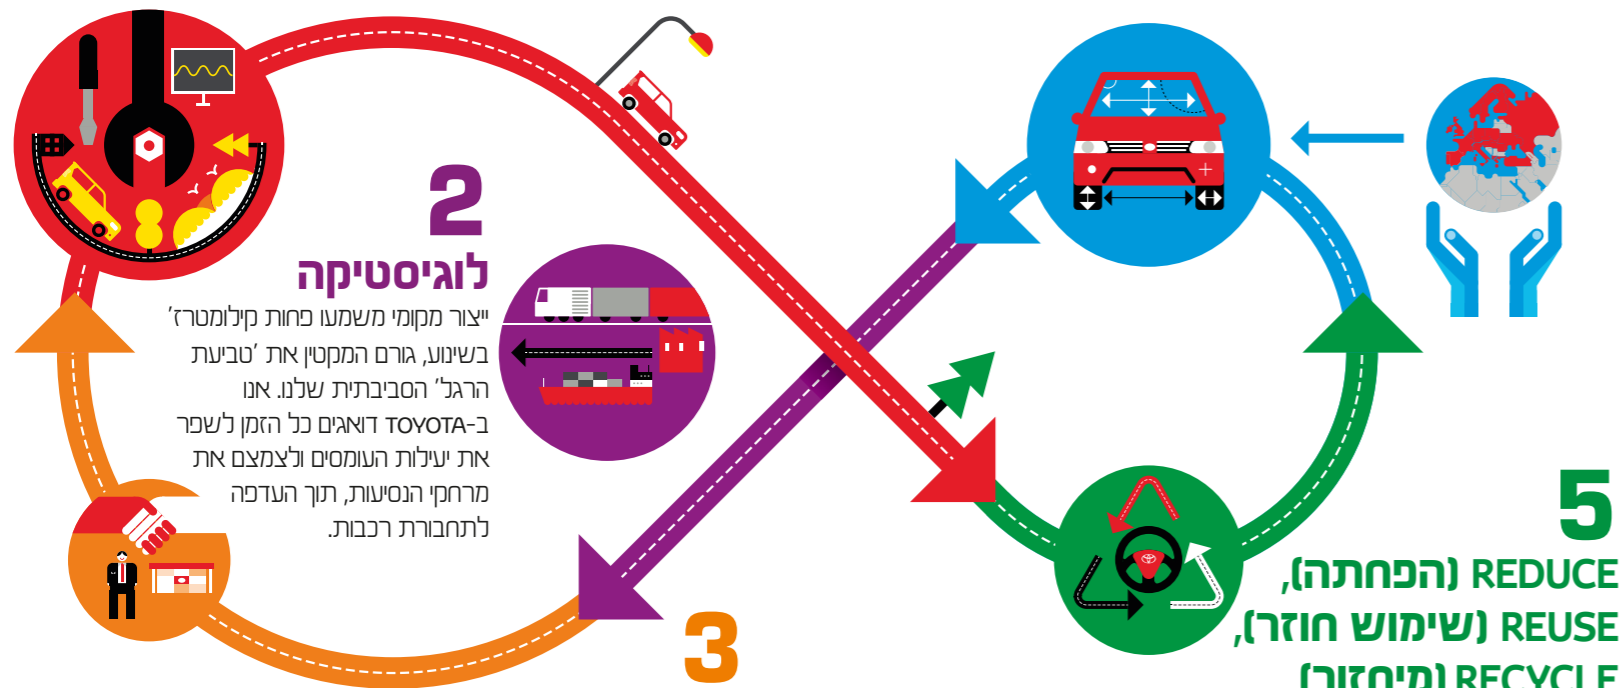 2
לוגיסטיקה
ייצור מקומי משמעו פחות קילומטרז'
בשינוע, גורם המקטין את 'טביעת
הרגל' הסביבתית שלנו. אנו
ב-TOYOTA דואגים כל הזמן לשפר
את יעילות העומסים ולצמצם את
מרחקי הנסיעות, תוך העדפה
לתחבורת רכבות.
3
5
REDUCE (הפחתה),
REUSE (שימוש חוזר),
RECYCLE (מיחזור)